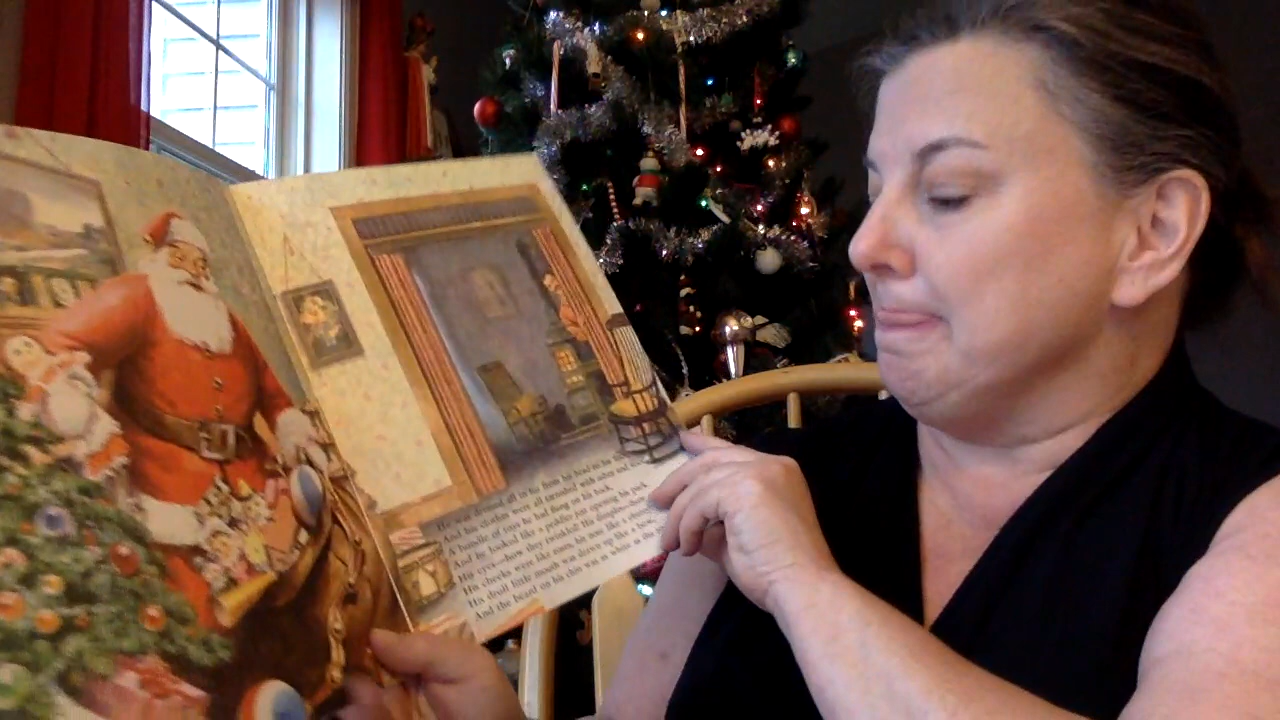 He was dressed all in fur from his head to his
And his clothes were all tarnished with ashes and
A bundle of toys he had flung on his back,
And he looked like a peddler just opening his pack.
His eyes—how they twinkled! His dimples—how
His cheeks were like roses, his nose like a
His droll little mouth was drawn up like a bow,
And the beard on his chin was as white as the